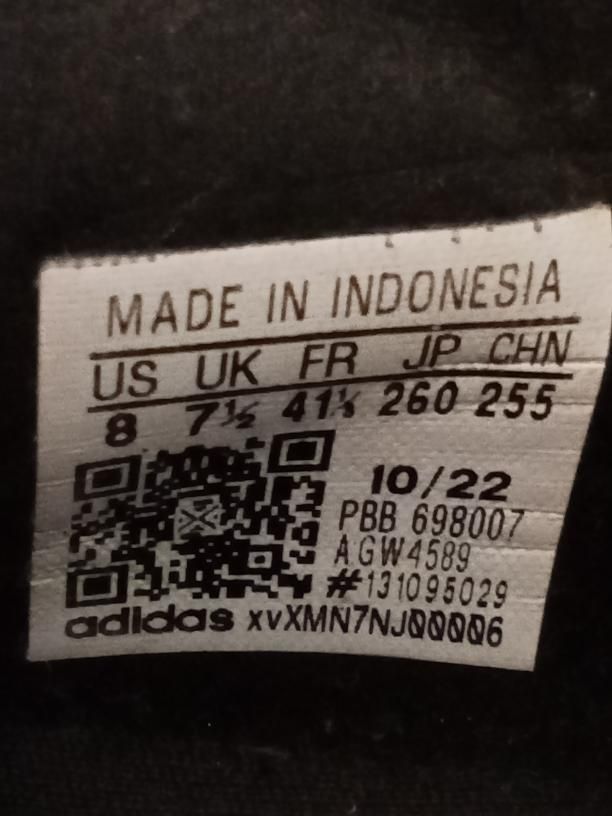 MADE IN INDONESIA
US UK FR JP CHN
8 7½ 41⅓ 260 255
10/22
PBB 698007
AGW4589
#131095029
adidas xvXMN7NJ00006